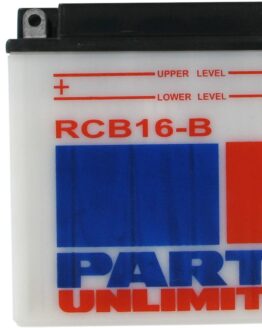 UPPER LEVEL
+
LOWER LEVEL
RCB16-B
PART
UNLIMIT